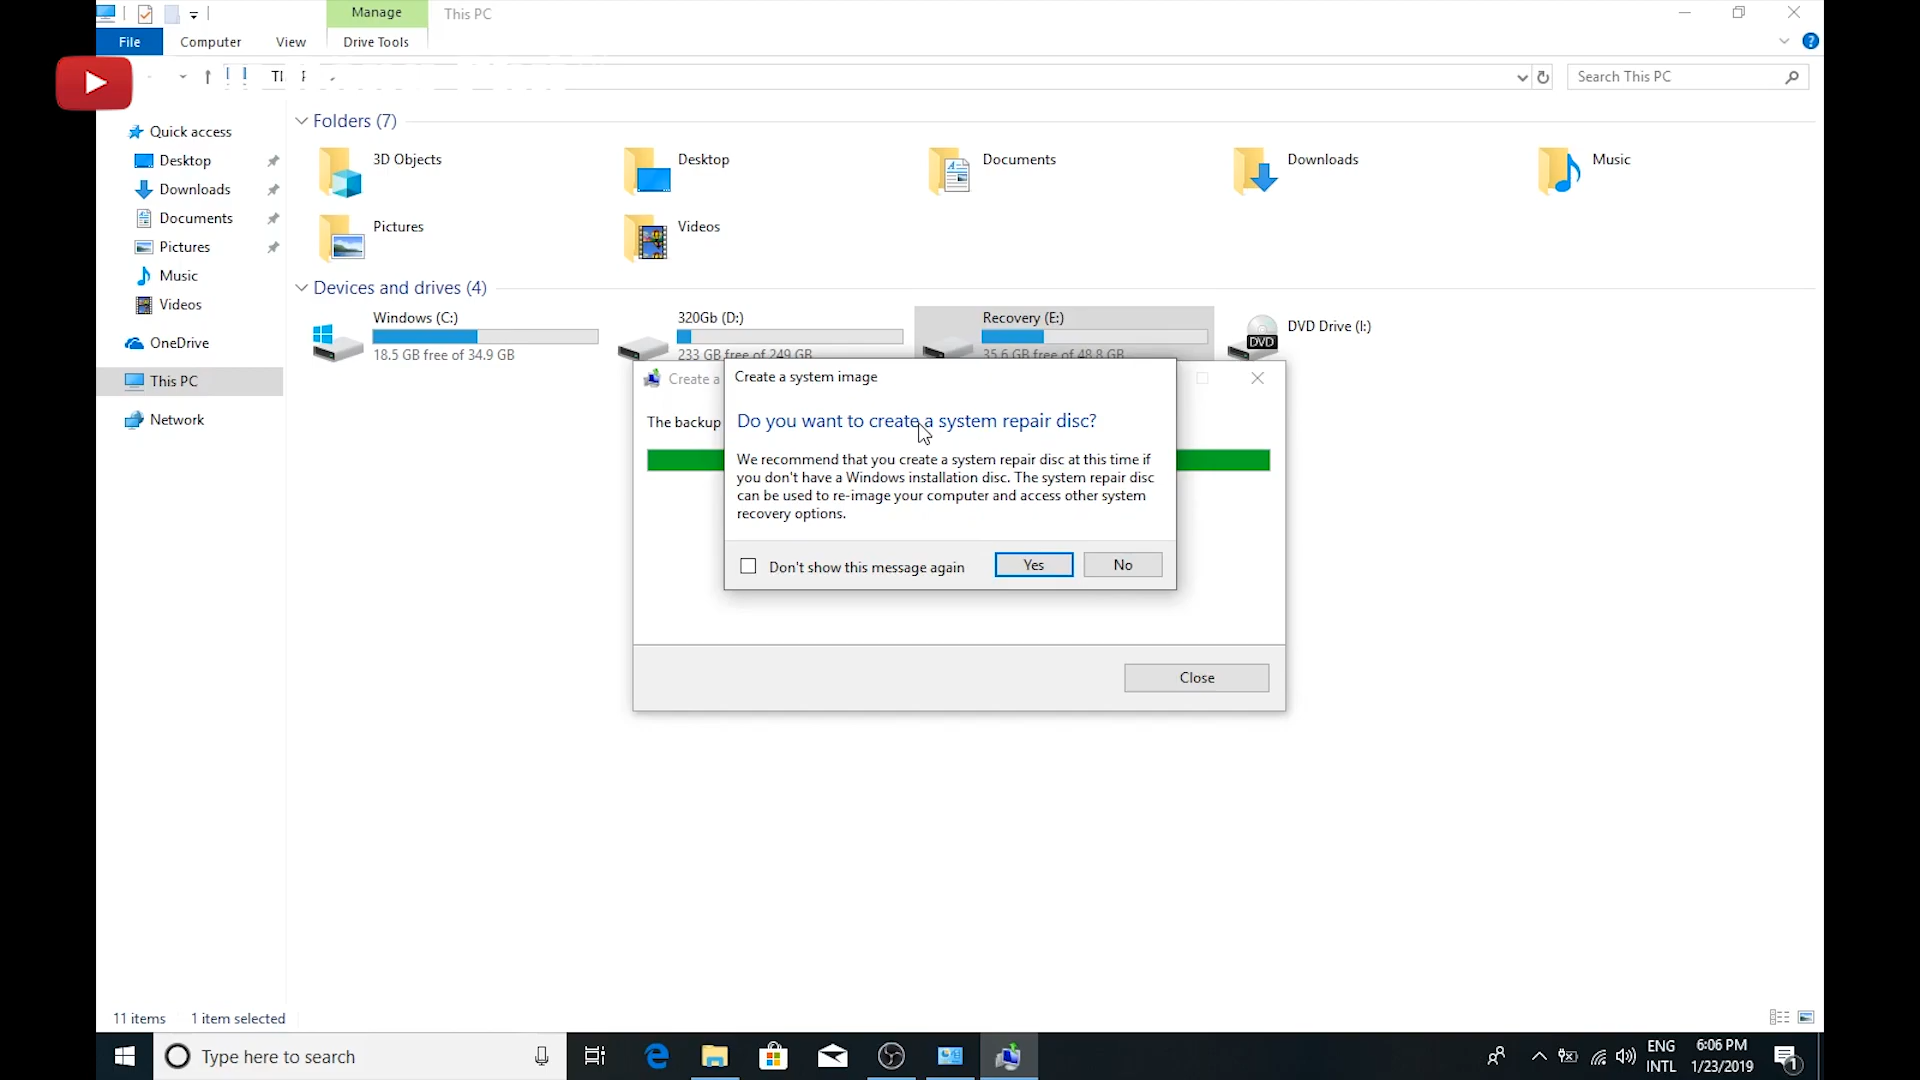 Manage
This PC
File
Computer
View
Drive Tools
Search This PC
Quick access
Desktop
Downloads
Documents
Pictures
Music
Videos
OneDrive
This PC
Network
Folders (7)
3D Objects
Desktop
Documents
Downloads
Music
Pictures
Videos
Devices and drives (4)
Windows (C:)
18.5 GB free of 34.9 GB
320Gb (D:)
233 GB free of 249 GB
Recovery (E:)
35.6 GB free of 48.8 GB
DVD Drive (I:)
DVD
Create a
The backup
Create a system image
Do you want to create a system repair disc?
We recommend that you create a system repair disc at this time if
you don't have a Windows installation disc. The system repair disc
can be used to re-image your computer and access other system
recovery options.
Don't show this message again
Yes
No
Close
11 items
1 item selected
Type here to search
ENG
INTL
6:06 PM
1/23/2019
1